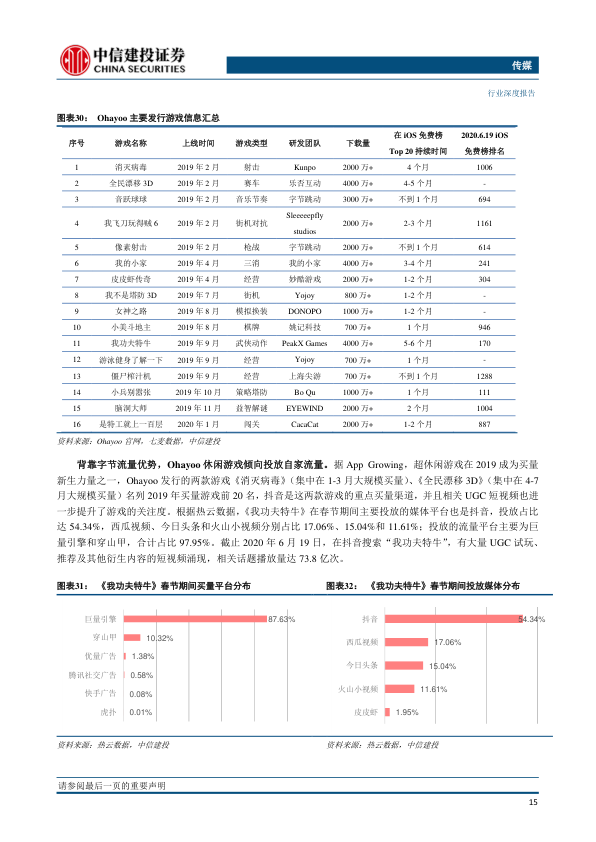 中信建投证券
CHINA SECURITIES
传媒
行业深度报告
图表30： Ohayoo 主要发行游戏信息汇总
序号 游戏名称 上线时间 游戏类型 研发团队 下载量 在 iOS 免费榜 Top 20 持续时间 2020.6.19 iOS 免费榜排名
1 消灭病毒 2019 年 2 月 射击 Kunpo 2000 万+ 4 个月 1006
2 全民漂移 3D 2019 年 2 月 赛车 乐否互动 4000 万+ 4-5 个月 -
3 音跃球球 2019 年 2 月 音乐节奏 字节跳动 3000 万+ 不到 1 个月 694
4 我飞刀玩得贼 6 2019 年 2 月 街机对抗 Sleeeeepfly studios 2000 万+ 2-3 个月 1161
5 像素射击 2019 年 2 月 枪战 字节跳动 2000 万+ 不到 1 个月 614
6 我的小家 2019 年 4 月 三消 我的小家 4000 万+ 3-4 个月 241
7 皮皮虾传奇 2019 年 4 月 经营 妙酷游戏 2000 万+ 1-2 个月 304
8 我不是塔防 3D 2019 年 7 月 街机 Yojoy 800 万+ 1-2 个月 -
9 女神之路 2019 年 8 月 模拟换装 DONOPO 1000 万+ 1-2 个月 -
10 小美斗地主 2019 年 8 月 棋牌 姚记科技 700 万+ 1 个月 946
11 我功夫特牛 2019 年 9 月 武侠动作 PeakX Games 4000 万+ 5-6 个月 170
12 游泳健身了解一下 2019 年 9 月 经营 Yojoy 700 万+ 1 个月 -
13 僵尸榨汁机 2019 年 9 月 经营 上海尖游 700 万+ 不到 1 个月 1288
14 小兵别嚣张 2019 年 10 月 策略塔防 Bo Qu 1000 万+ 1 个月 111
15 脑洞大师 2019 年 11 月 益智解谜 EYEWIND 2000 万+ 2 个月 1004
16 是特工就上一百层 2020 年 1 月 闯关 CacaCat 2000 万+ 1-2 个月 887
资料来源：Ohayoo 官网，七麦数据，中信建投
背靠字节流量优势，Ohayoo 休闲游戏倾向投放自家流量。据 App Growing，超休闲游戏在 2019 成为买量
新生力量之一，Ohayoo 发行的两款游戏《消灭病毒》（集中在 1-3 月大规模买量）、《全民漂移 3D》（集中在 4-7
月大规模买量）名列 2019 年买量游戏前 20 名，抖音是这两款游戏的重点买量渠道，并且相关 UGC 短视频也进
一步提升了游戏的关注度。根据热云数据，《我功夫特牛》在春节期间主要投放的媒体平台也是抖音，投放占比
达 54.34%，西瓜视频、今日头条和火山小视频分别占比 17.06%、15.04%和 11.61%；投放的流量平台主要为巨
量引擎和穿山甲，合计占比 97.95%。截止 2020 年 6 月 19 日，在抖音搜索“我功夫特牛”，有大量 UGC 试玩、
推荐及其他衍生内容的短视频涌现，相关话题播放量达 73.8 亿次。
图表31： 《我功夫特牛》春节期间买量平台分布
巨量引擎 87.63%
穿山甲 10.32%
优量广告 1.38%
腾讯社交广告 0.58%
快手广告 0.08%
虎扑 0.01%
资料来源：热云数据，中信建投
图表32： 《我功夫特牛》春节期间投放媒体分布
抖音 54.34%
西瓜视频 17.06%
今日头条 15.04%
火山小视频 11.61%
皮皮虾 1.95%
资料来源：热云数据，中信建投
请参阅最后一页的重要声明
15